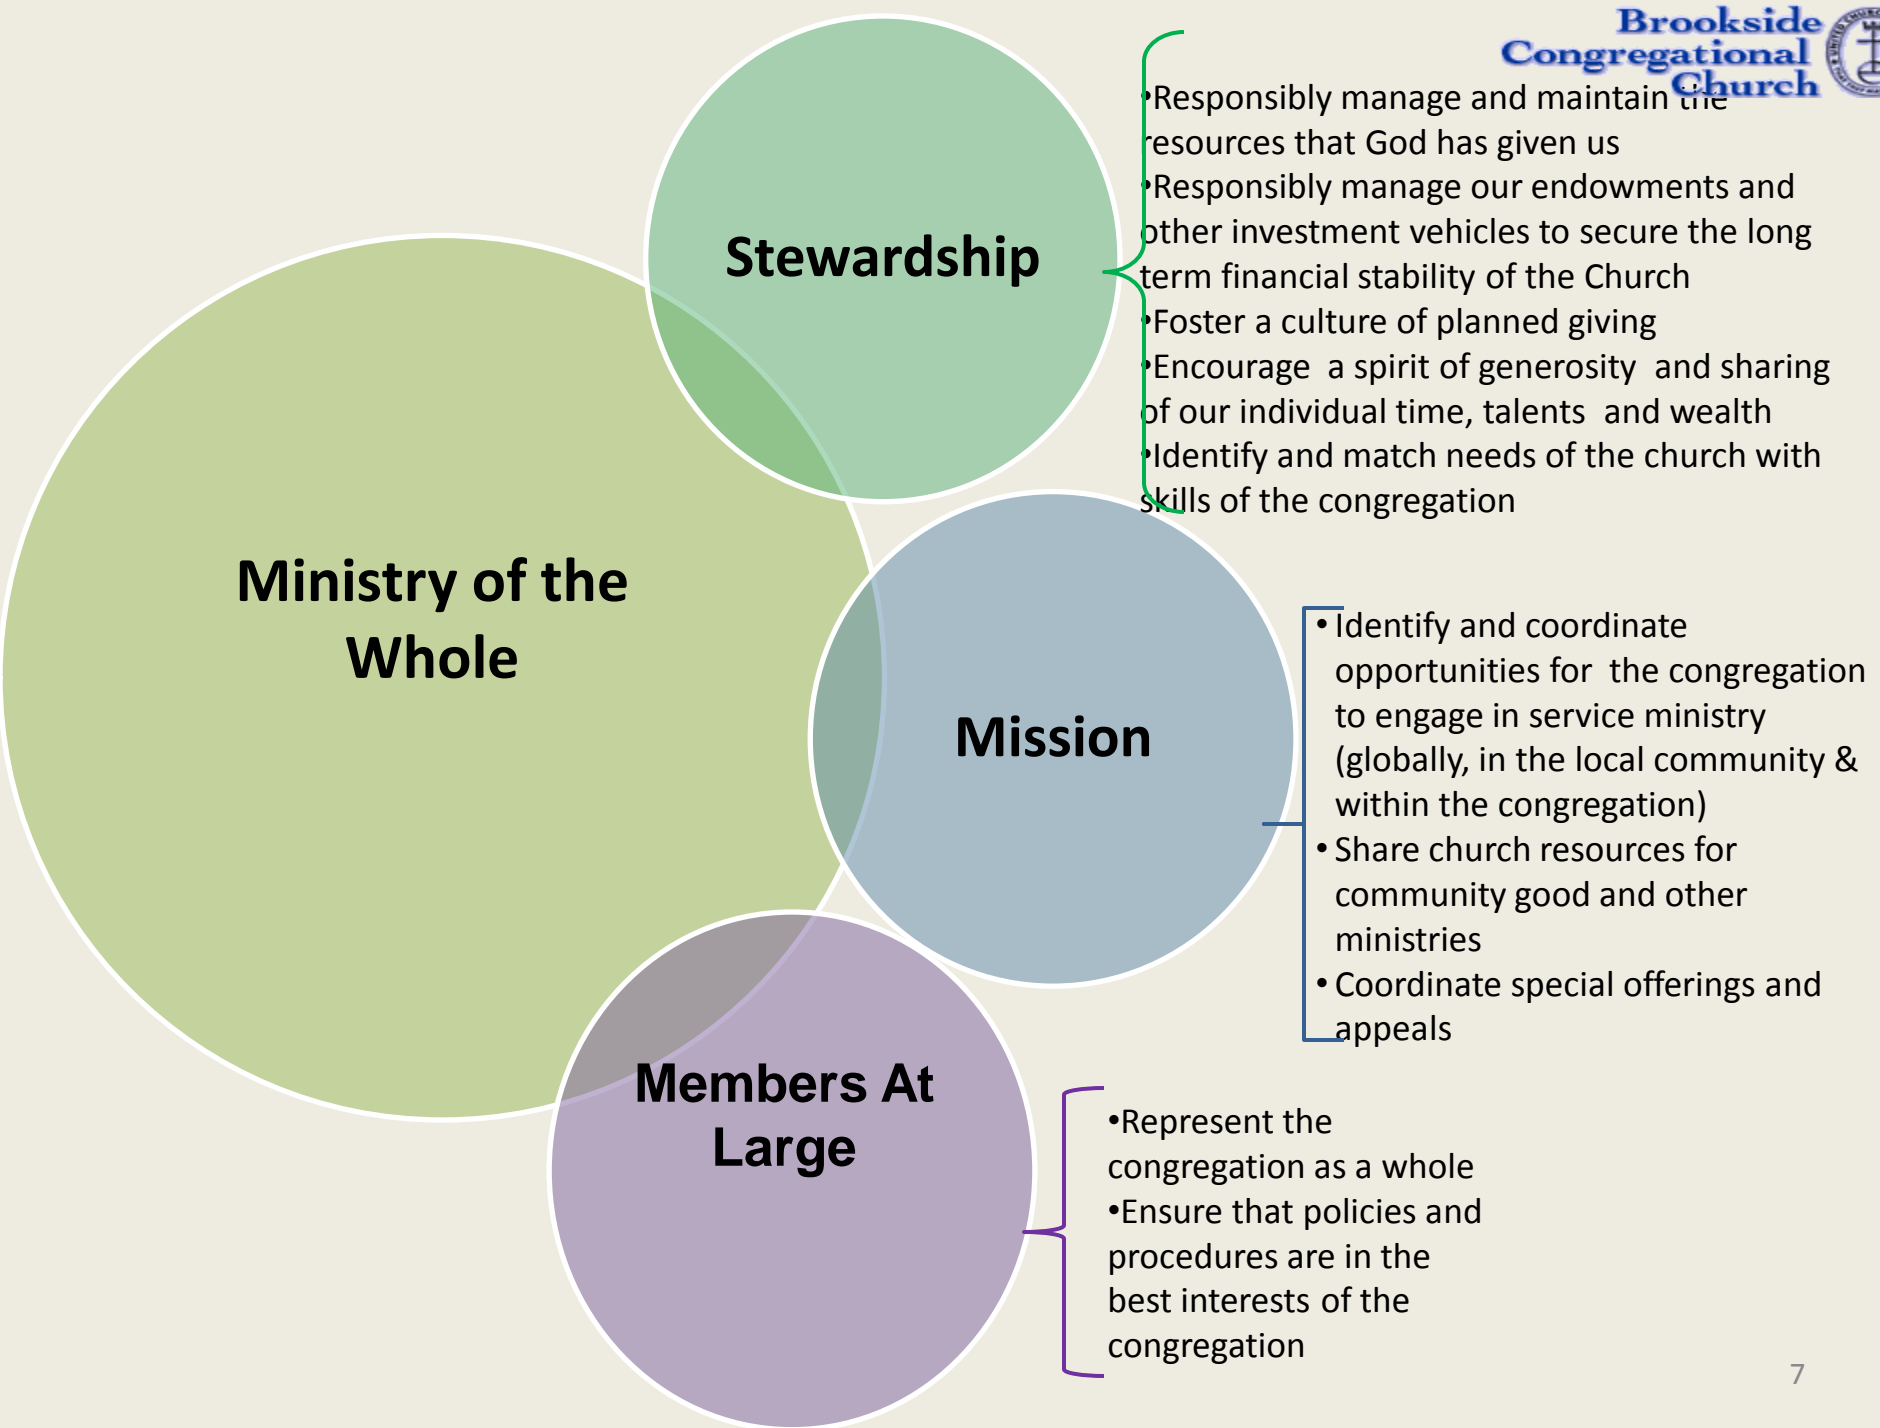 Brookside
Congregational
Church
Stewardship
•Responsibly manage and maintain the
resources that God has given us
•Responsibly manage our endowments and
other investment vehicles to secure the long
term financial stability of the Church
•Foster a culture of planned giving
•Encourage a spirit of generosity and sharing
of our individual time, talents and wealth
•Identify and match needs of the church with
skills of the congregation
Ministry of the
Whole
Mission
• Identify and coordinate
opportunities for the congregation
to engage in service ministry
(globally, in the local community &
within the congregation)
• Share church resources for
community good and other
ministries
• Coordinate special offerings and
appeals
Members At
Large
•Represent the
congregation as a whole
•Ensure that policies and
procedures are in the
best interests of the
congregation
7